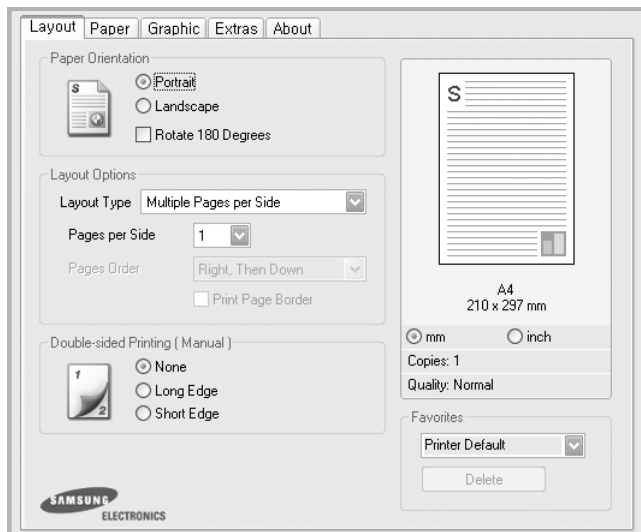 Layout Paper Graphic Extras About
Paper Orientation
S
Portrait
Landscape
Rotate 180 Degrees
Layout Options
Layout Type Multiple Pages per Side
Pages per Side 1
Pages Order Right, Then Down
Print Page Border
Double-sided Printing ( Manual )
1
2
None
Long Edge
Short Edge
SAMSUNG
ELECTRONICS
S
A4
210 x 297 mm
mm inch
Copies: 1
Quality: Normal
Favorites
Printer Default
Delete